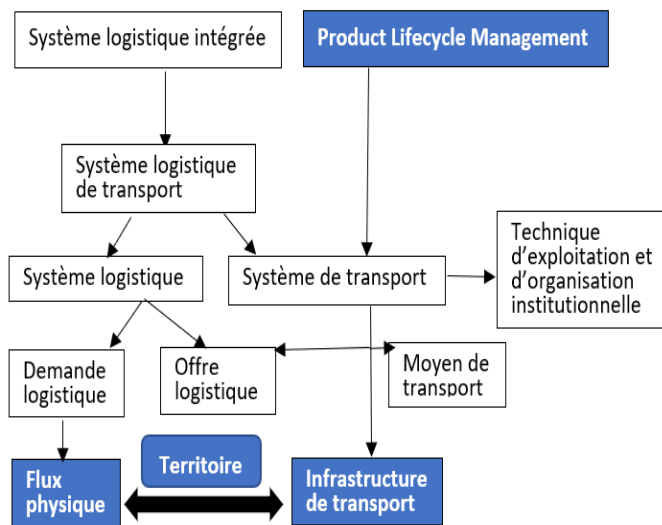 Système logistique intégrée
Product Lifecycle Management
Système logistique
de transport
Technique
d'exploitation et
d'organisation
institutionnelle
Système logistique
Système de transport
Demande
logistique
Offre
logistique
Moyen de
transport
Flux
physique
Territoire
Infrastructure
de transport